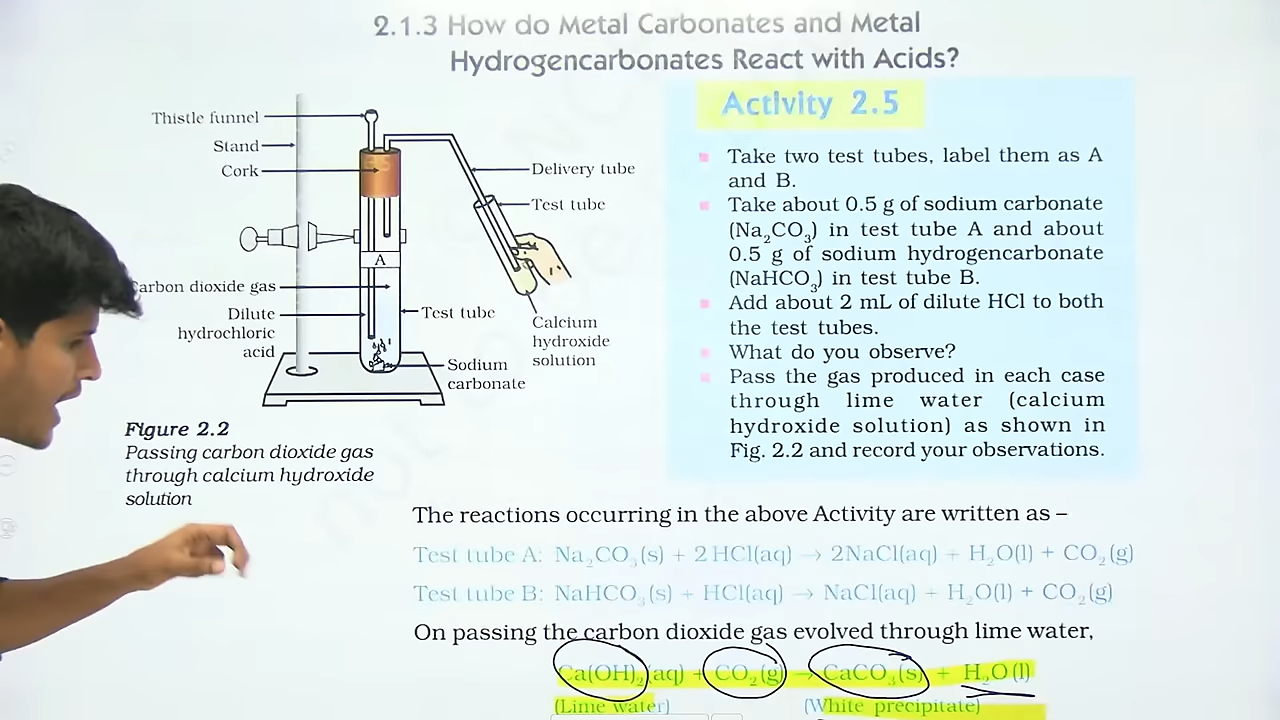 2.1.3 How do Metal Carbonates and Metal
Hydrogencarbonates React with Acids?
Thistle funnel
Stand
Cork
Delivery tube
Test tube
A
Carbon dioxide gas
Dilute
hydrochloric
acid
Test tube
Calcium
hydroxide
solution
Sodium
carbonate
Figure 2.2
Passing carbon dioxide gas
through calcium hydroxide
solution
Activity 2.5
Take two test tubes, label them as A
and B.
Take about 0.5 g of sodium carbonate
(Na₂CO₃) in test tube A and about
0.5 g of sodium hydrogencarbonate
(NaHCO₃) in test tube B.
Add about 2 mL of dilute HCl to both
the test tubes.
What do you observe?
Pass the gas produced in each case
through lime water (calcium
hydroxide solution) as shown in
Fig. 2.2 and record your observations.
The reactions occurring in the above Activity are written as –
Test tube A: Na₂CO₃(s) + 2HCl(aq) → 2NaCl(aq) + H₂O(l) + CO₂(g)
Test tube B: NaHCO₃(s) + HCl(aq) → NaCl(aq) + H₂O(l) + CO₂(g)
On passing the carbon dioxide gas evolved through lime water,
Ca(OH)₂(aq) + CO₂(g) → CaCO₃(s) + H₂O(l)
(Lime water) (White precipitate)